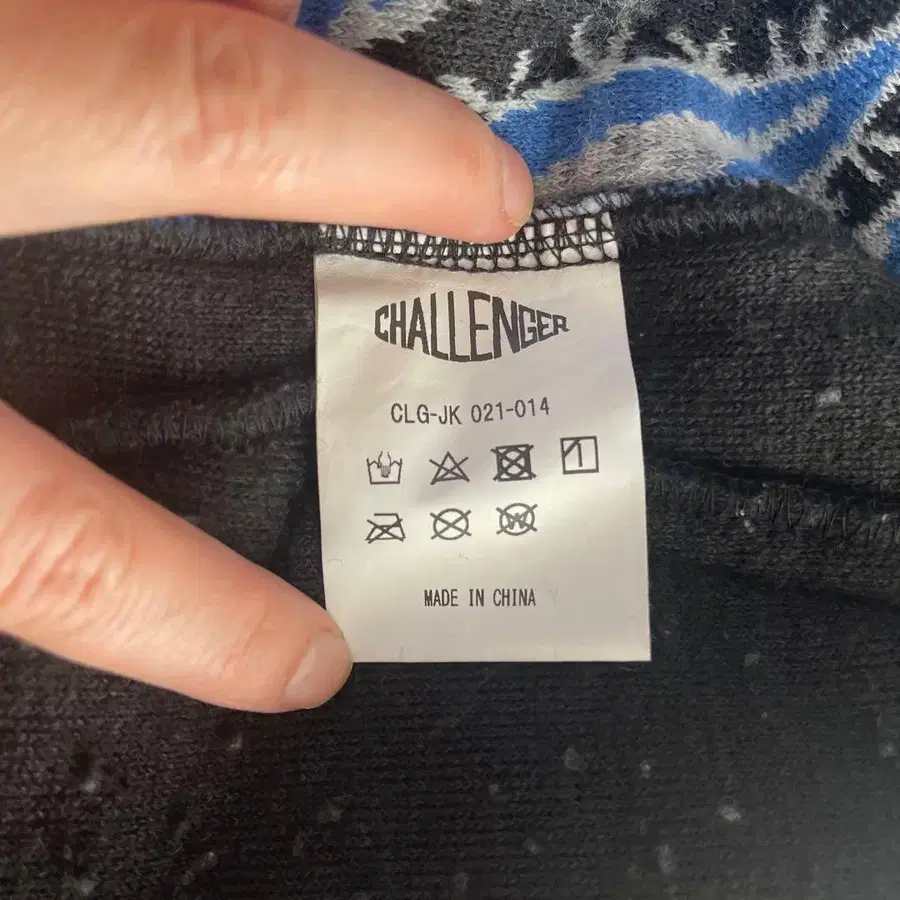 CHALLENGER
CLG-JK 021-014
W
MADE IN CHINA